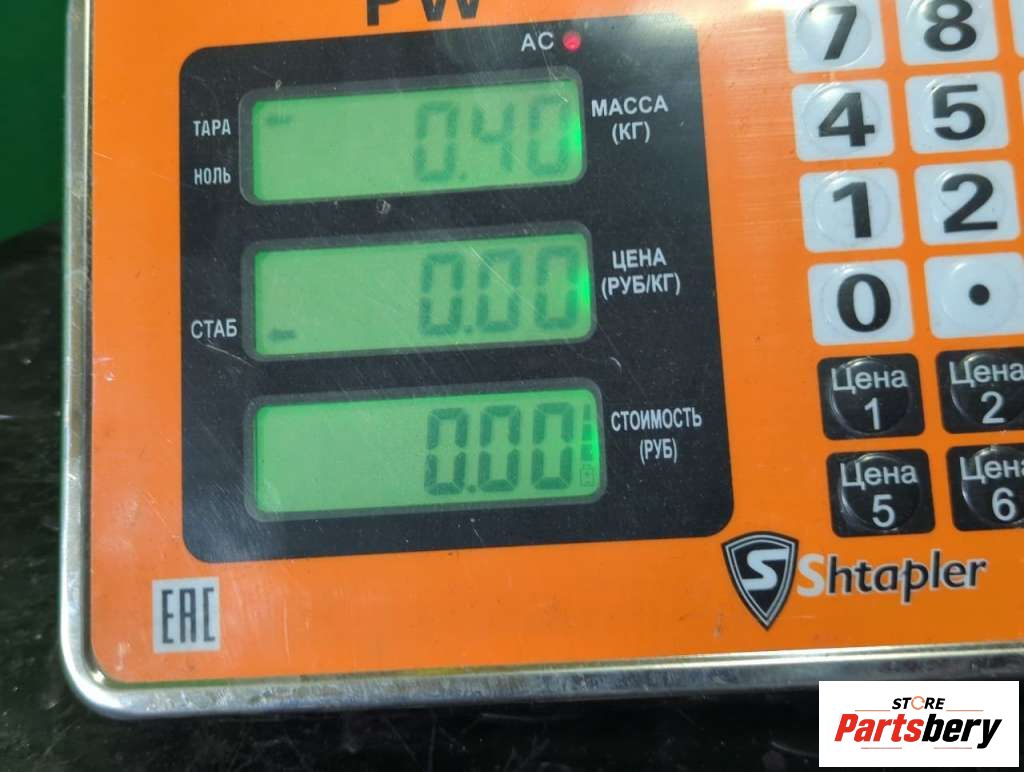 PW
AC
ТАРА
НОЛЬ
0.40
МАССА
(КГ)
СТАБ
0.00
ЦЕНА
(РУБ/КГ)
0.00
СТОИМОСТЬ
(РУБ)
7 8
4 5
1 2
0 .
Цена 1
Цена 2
Цена 5
Цена 6
S Shtapler
EAC
STORE
Partsbery